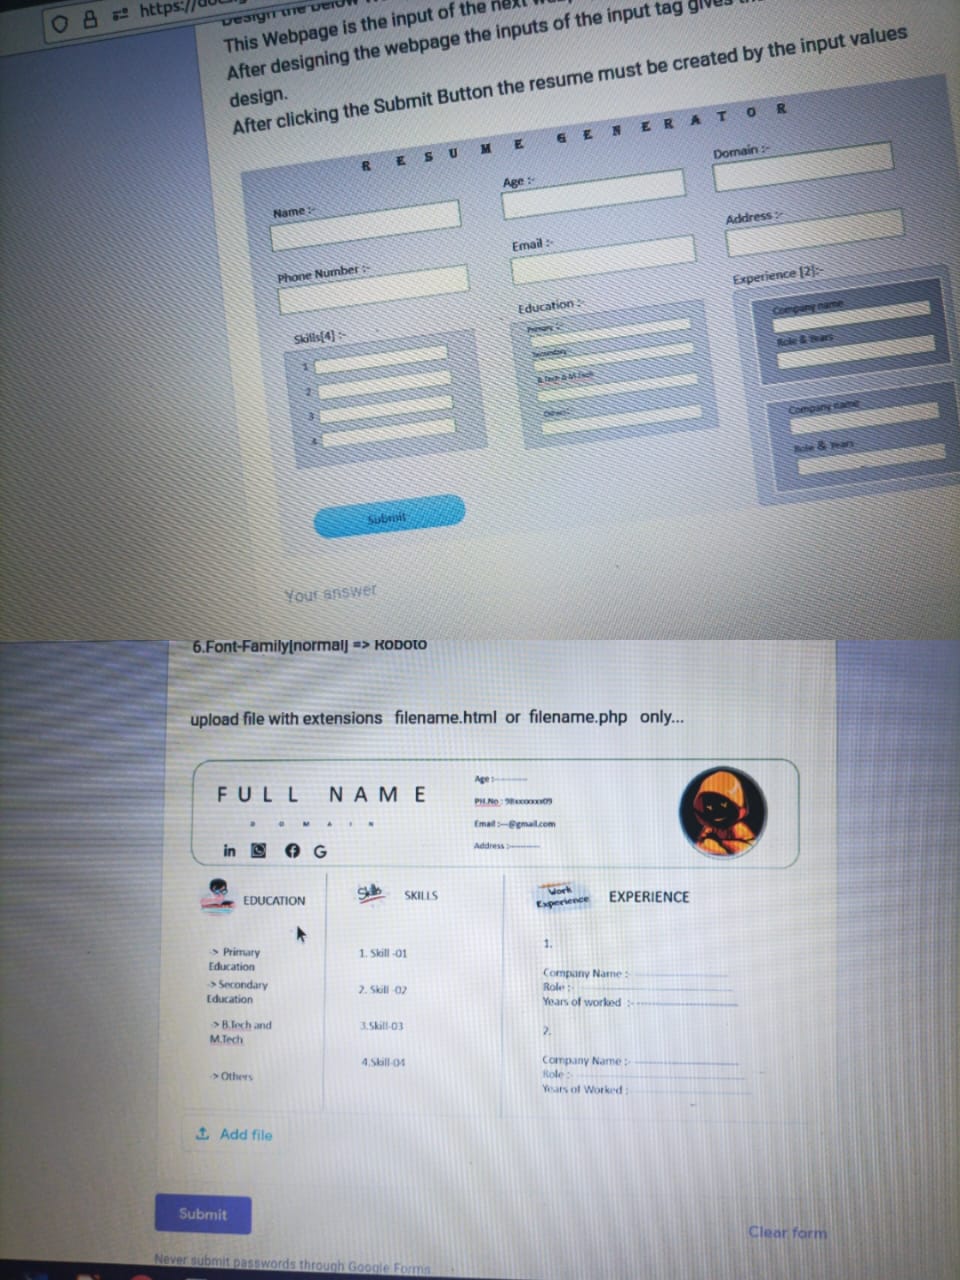 https://do
Design the below
This Webpage is the input of the next
After designing the webpage the inputs of the input tag gives
design.
After clicking the Submit Button the resume must be created by the input values
RESUME GENERATOR
Name :-
Age :-
Domain :-
Phone Number :-
Email :-
Address :-
Skills[4] :-
Education :-
Experience [2]:-
1
2
3
4
Primary :-
Secondary
B.Tech & M.Tech
Other:-
Company name
Role & Years
Company name
Role & Years
Submit
Your answer
6.Font-Family[normal] => Roboto
upload file with extensions filename.html or filename.php only...
FULL NAME
DOMAIN
in
G
Age :-----------
PH.No : 98xxxxxxx09
Email :---@gmail.com
Address :----------
EDUCATION
Skills
SKILLS
Work
Experience
EXPERIENCE
-> Primary
Education
-> Secondary
Education
-> B.Tech and
M.Tech
-> Others
1. Skill -01
2. Skill -02
3.Skill-03
4.Skill-04
1.
Company Name :-
Role :-
Years of worked :-
2.
Company Name :-
Role :-
Years of Worked :
Add file
Submit
Clear form
Never submit passwords through Google Forms.